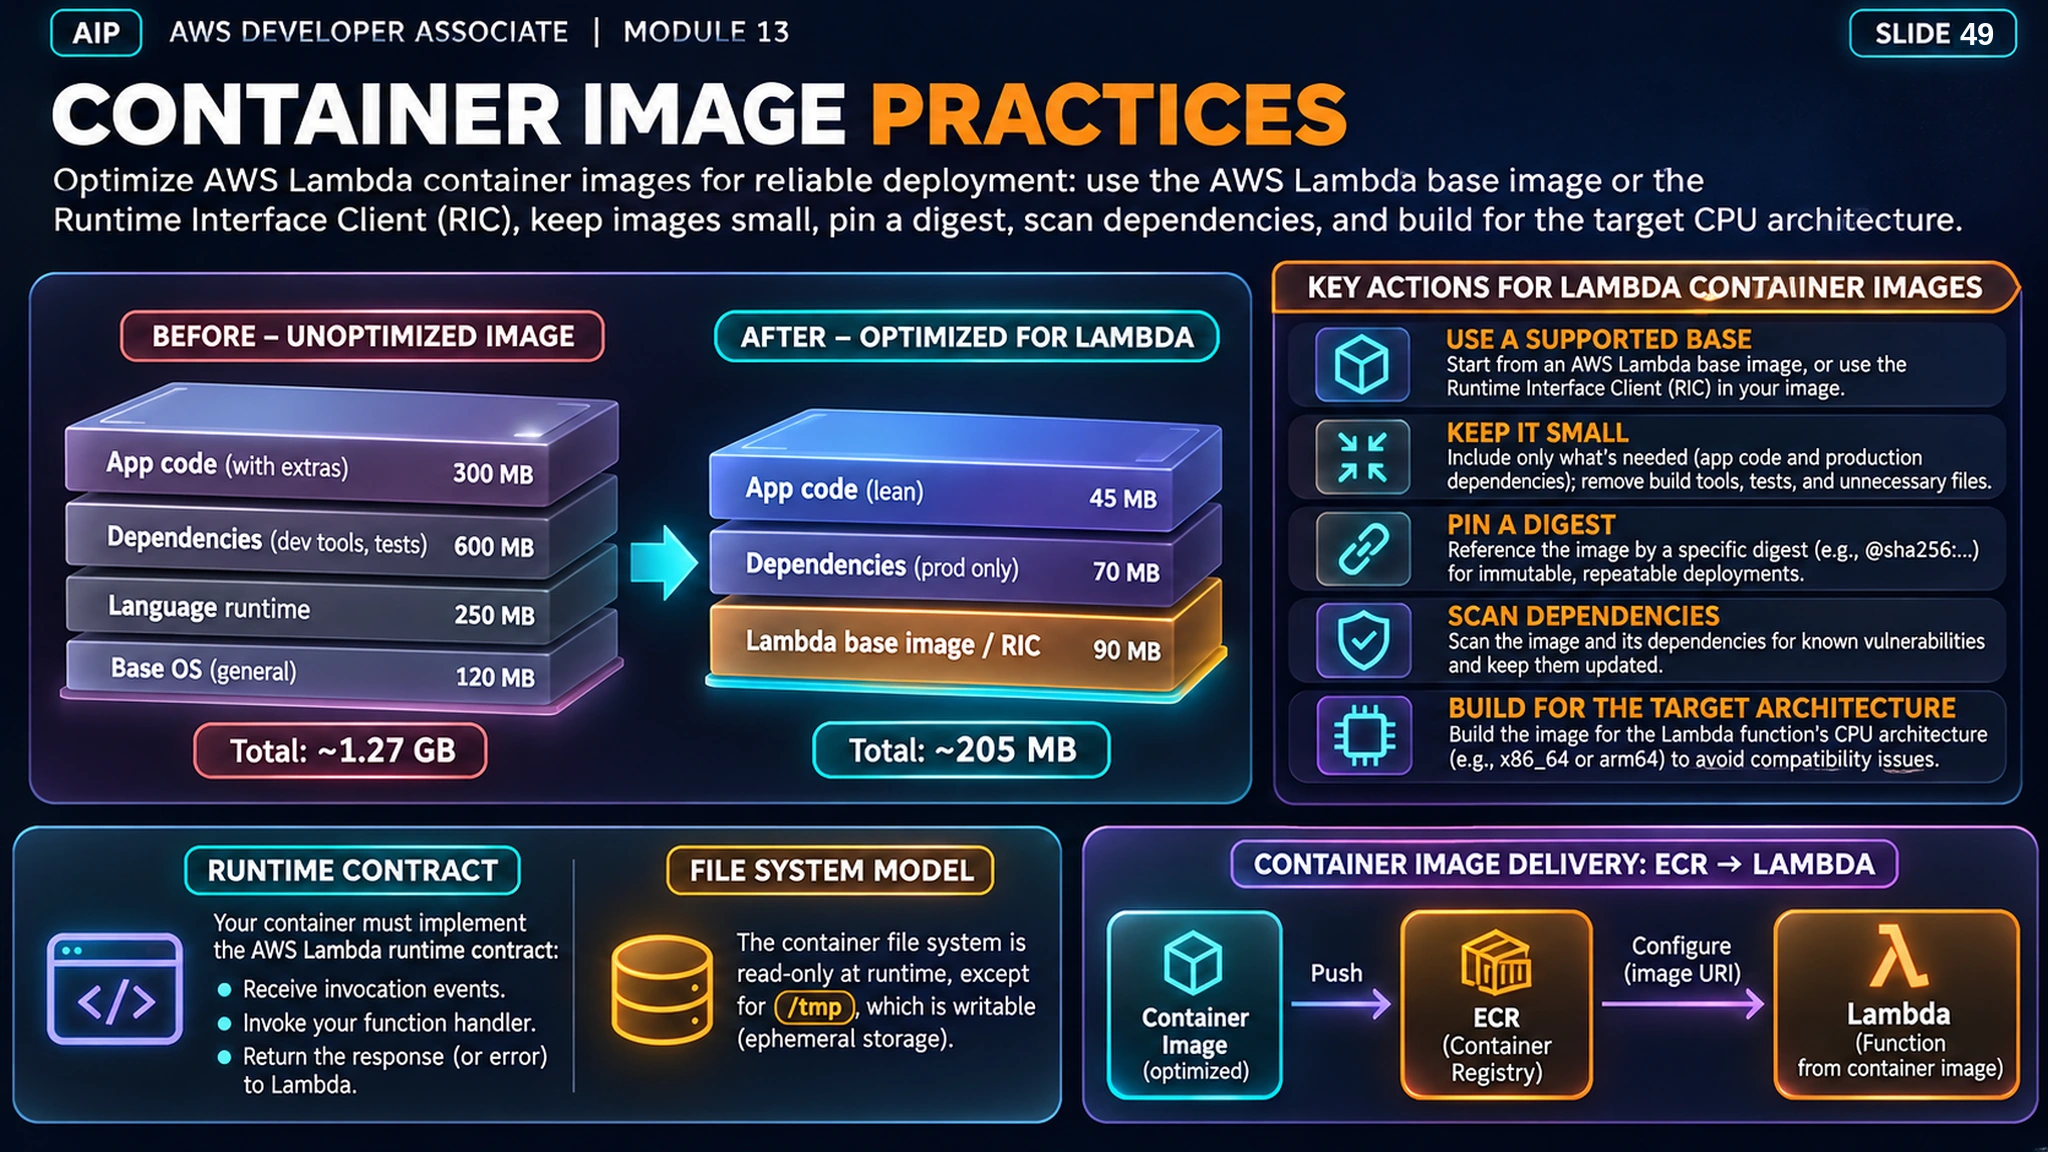 AIP
AWS DEVELOPER ASSOCIATE | MODULE 13
SLIDE 49
CONTAINER IMAGE PRACTICES
Optimize AWS Lambda container images for reliable deployment: use the AWS Lambda base image or the
Runtime Interface Client (RIC), keep images small, pin a digest, scan dependencies, and build for the target CPU architecture.
BEFORE – UNOPTIMIZED IMAGE
App code (with extras) 300 MB
Dependencies (dev tools, tests) 600 MB
Language runtime 250 MB
Base OS (general) 120 MB
Total: ~1.27 GB
AFTER – OPTIMIZED FOR LAMBDA
App code (lean) 45 MB
Dependencies (prod only) 70 MB
Lambda base image / RIC 90 MB
Total: ~205 MB
KEY ACTIONS FOR LAMBDA CONTAIINER IMAGES
USE A SUPPORTED BASE
Start from an AWS Lambda base image, or use the
Runtime Interface Client (RIC) in your image.
KEEP IT SMALL
Include only what's needed (app code and production
dependencies); remove build tools, tests, and unnecessary files.
PIN A DIGEST
Reference the image by a specific digest (e.g., @sha256:...)
for immutable, repeatable deployments.
SCAN DEPENDENCIES
Scan the image and its dependencies for known vulnerabilities
and keep them updated.
BUILD FOR THE TARGET ARCHITECTURE
Build the image for the Lambda function's CPU architecture
(e.g., x86_64 or arm64) to avoid compatibility issues.
RUNTIME CONTRACT
Your container must implement
the AWS Lambda runtime contract:
● Receive invocation events.
● Invoke your function handler.
● Return the response (or error)
to Lambda.
FILE SYSTEM MODEL
The container file system is
read-only at runtime, except
for /tmp, which is writable
(ephemeral storage).
CONTAINER IMAGE DELIVERY: ECR → LAMBDA
Container
Image
(optimized)
Push
ECR
(Container
Registry)
Configure
(image URI)
Lambda
(Function
from container image)